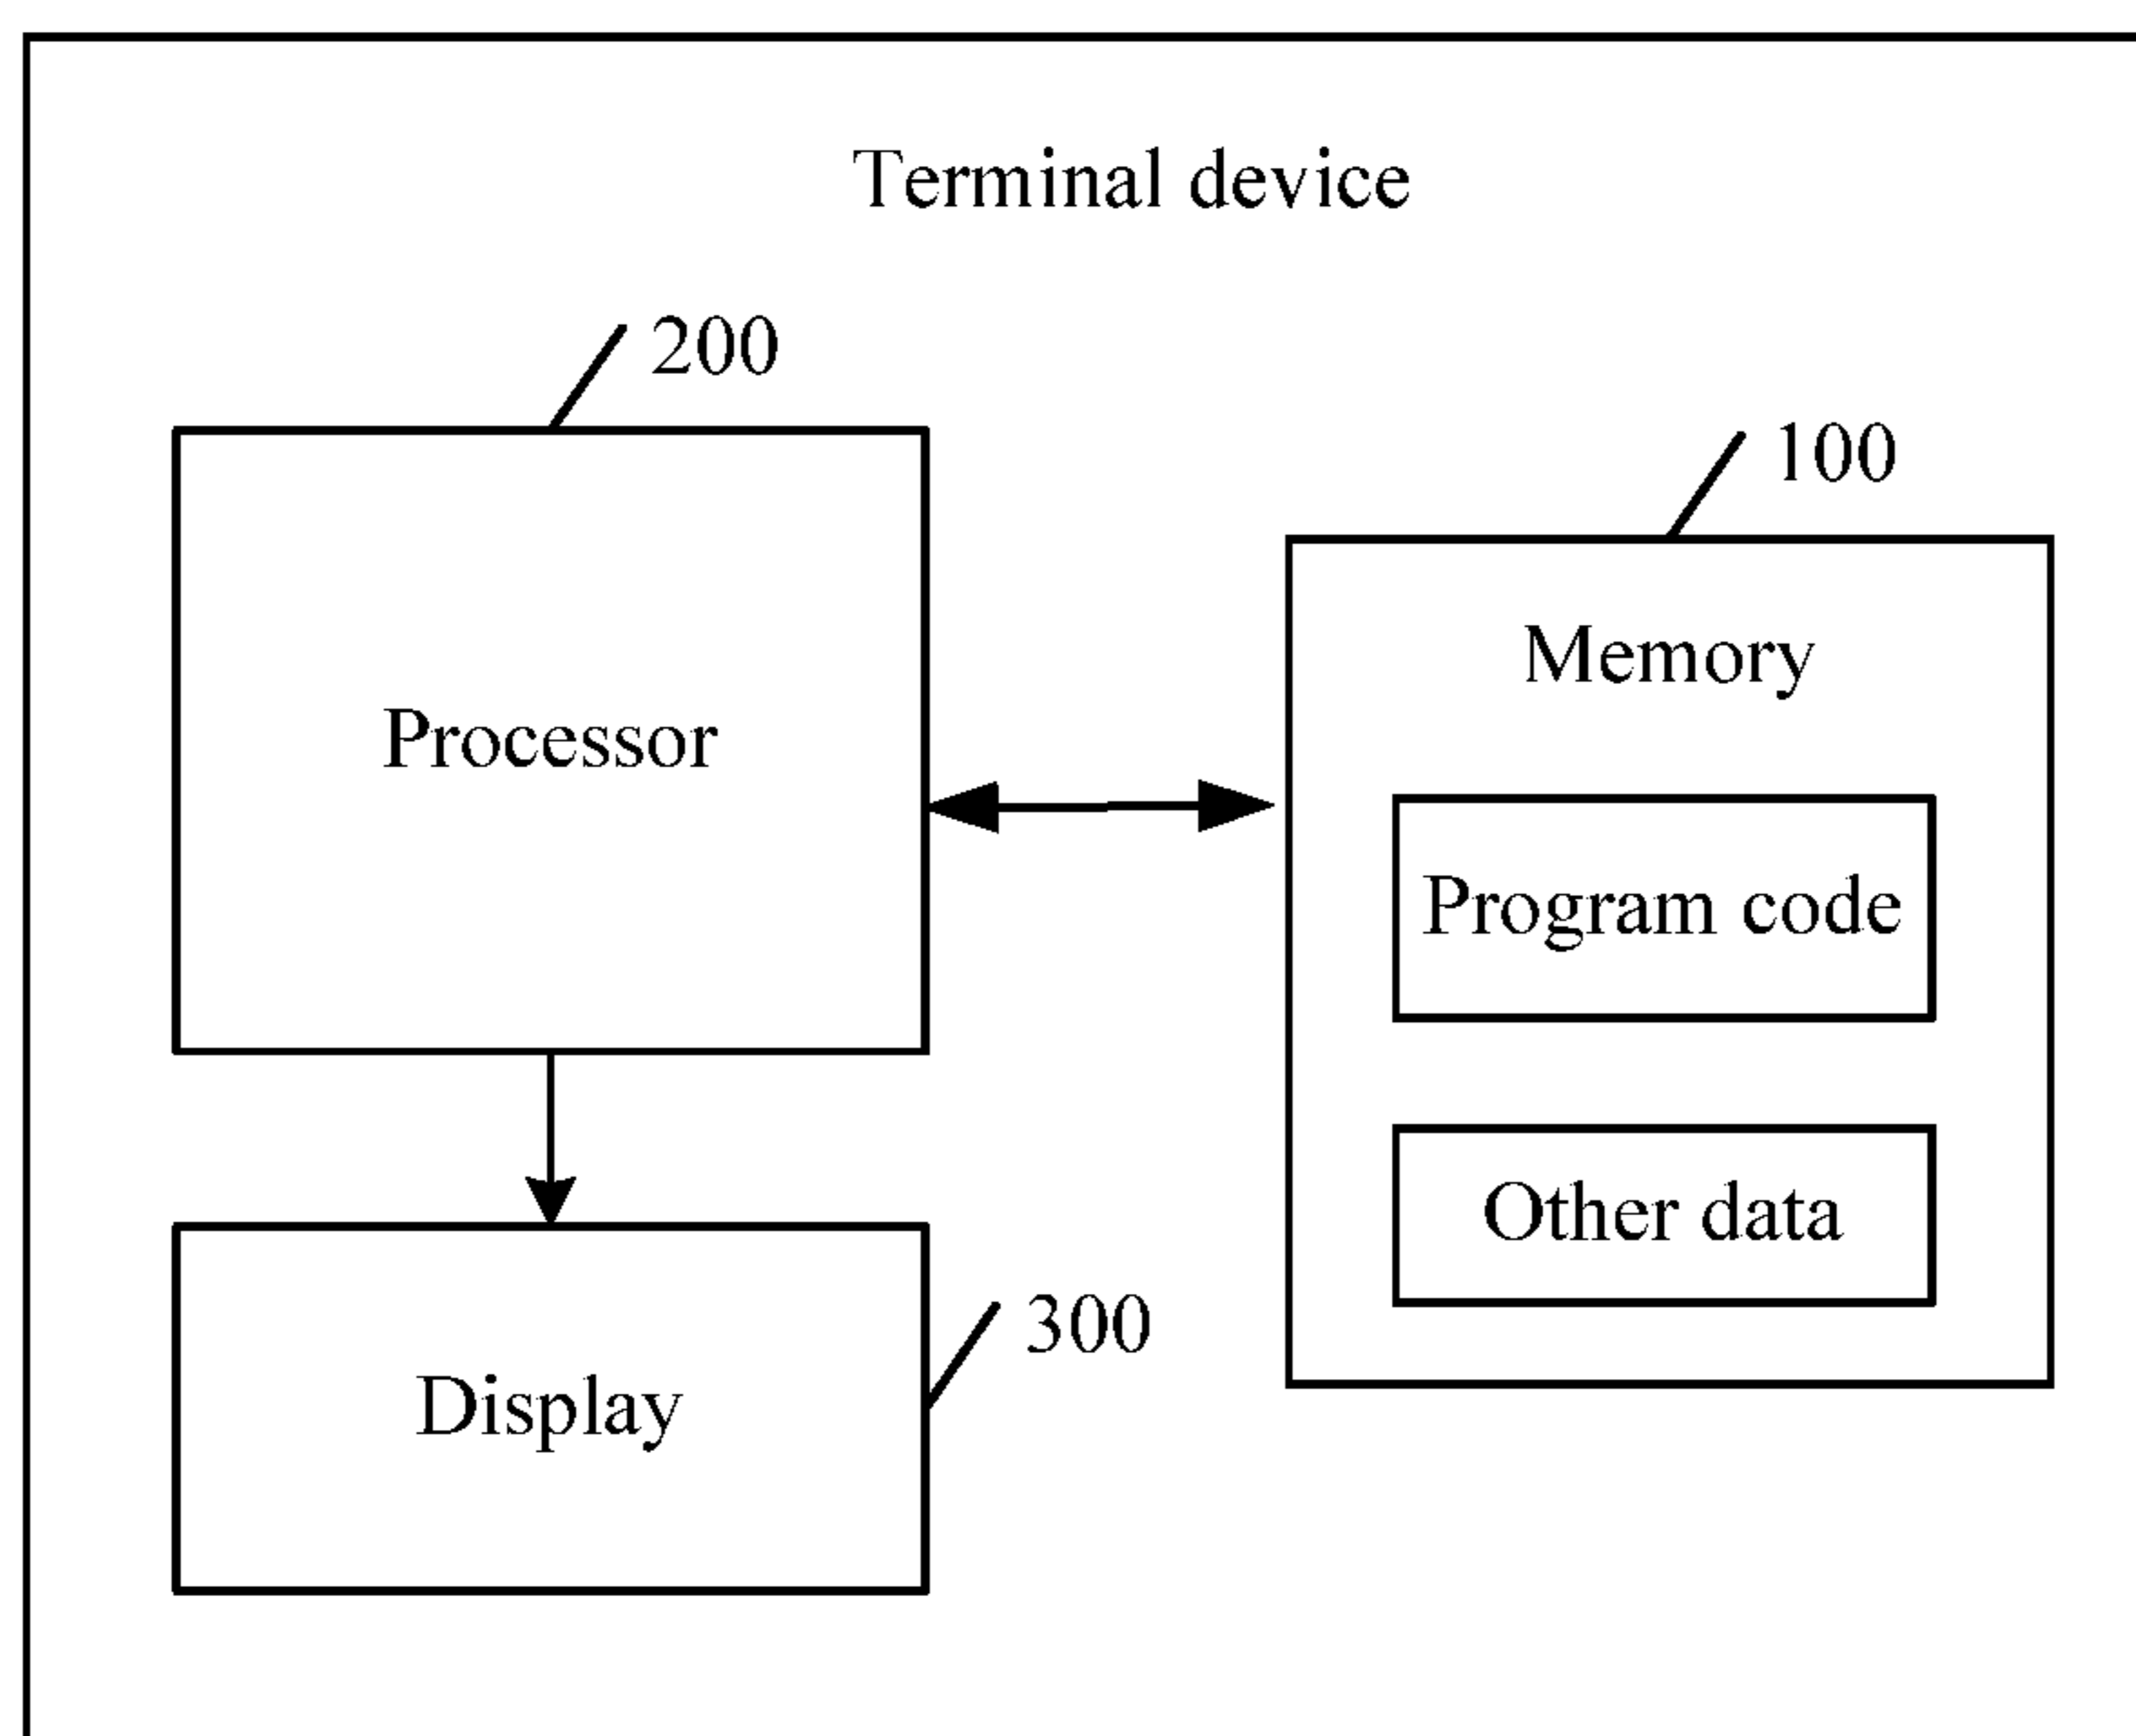 Terminal device
200
100
Processor
Memory
Program code
Other data
300
Display